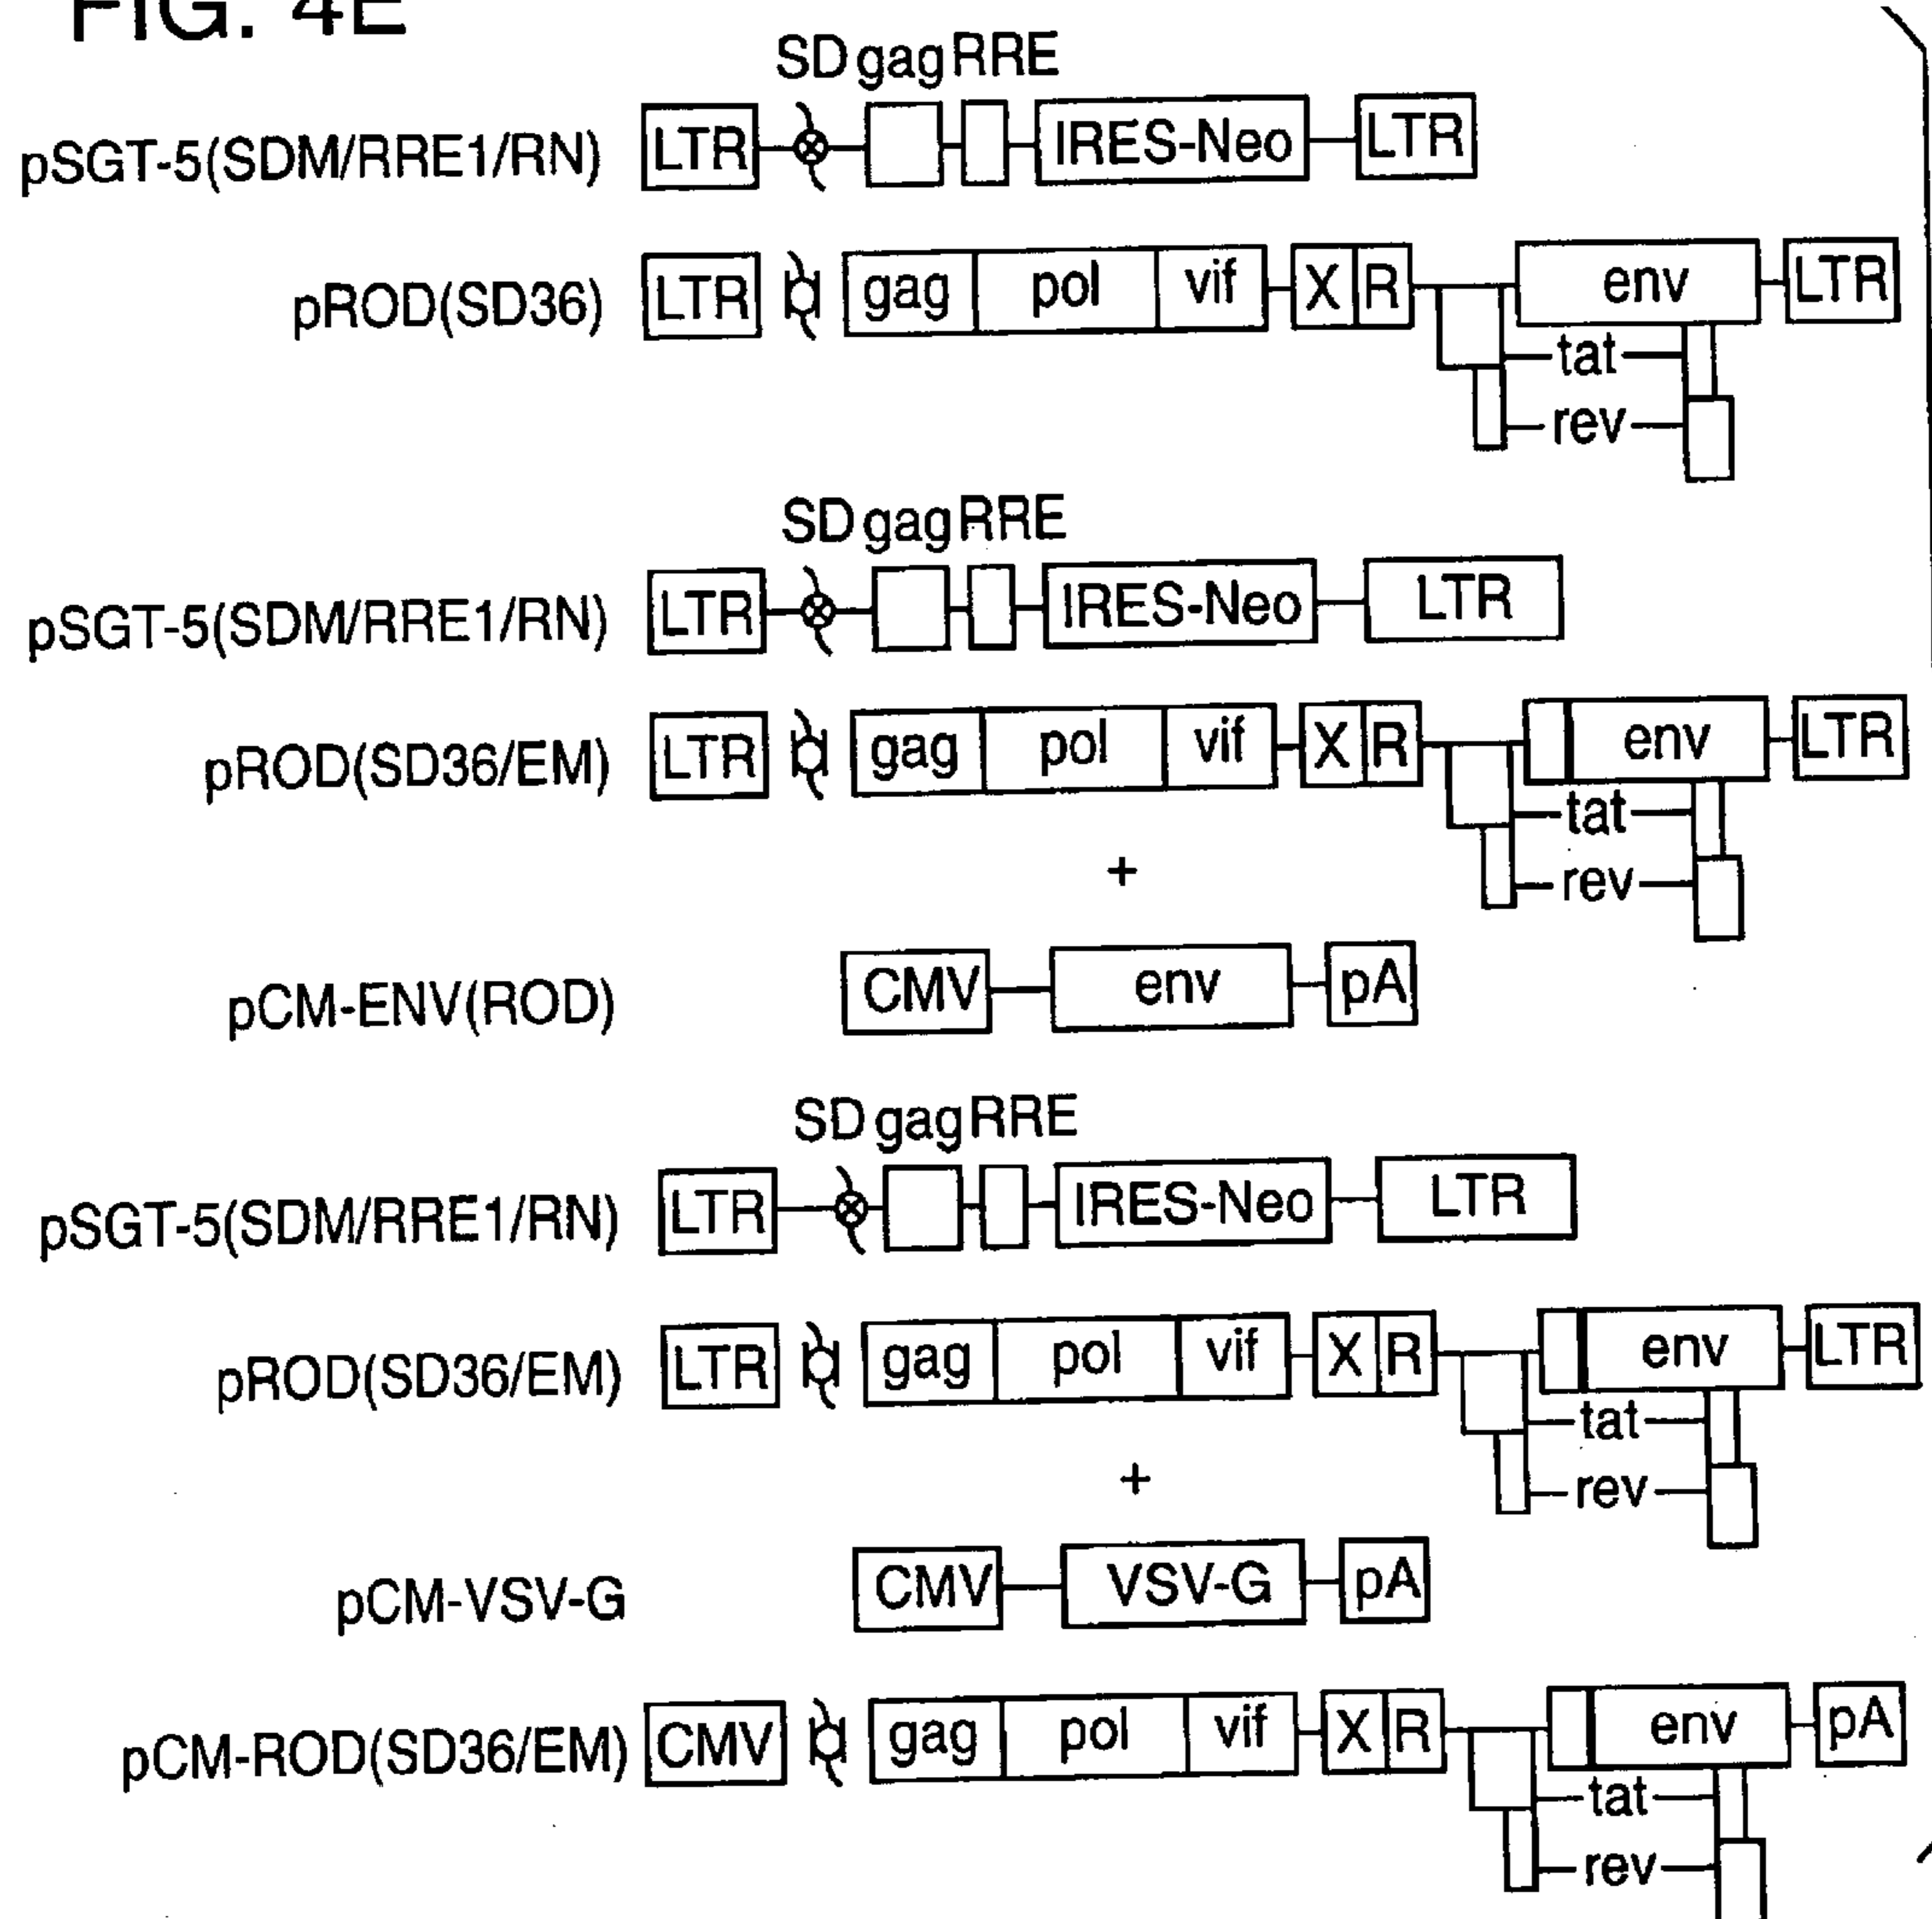 FIG. 4E
SD gag RRE
pSGT-5(SDM/RRE1/RN) LTR IRES-Neo LTR
pROD(SD36) LTR gag pol vif X R env LTR
tat
rev
SD gag RRE
pSGT-5(SDM/RRE1/RN) LTR IRES-Neo LTR
pROD(SD36/EM) LTR gag pol vif X R env LTR
tat
+
rev
pCM-ENV(ROD) CMV env pA
SD gag RRE
pSGT-5(SDM/RRE1/RN) LTR IRES-Neo LTR
pROD(SD36/EM) LTR gag pol vif X R env LTR
tat
+
rev
pCM-VSV-G CMV VSV-G pA
pCM-ROD(SD36/EM) CMV gag pol vif X R env pA
tat
rev